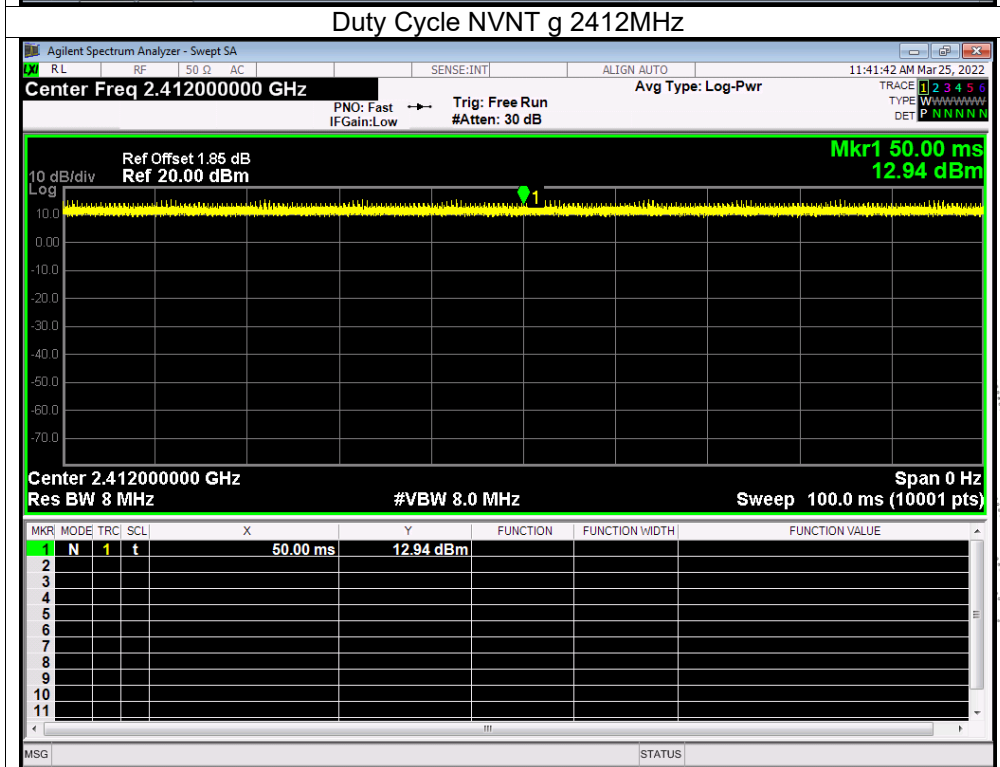 Duty Cycle NVNT g 2412MHz
Agilent Spectrum Analyzer - Swept SA
LXI RL RF 50 Ω AC SENSE:INT ALIGN AUTO 11:41:42 AM Mar 25, 2022
Center Freq 2.412000000 GHz Avg Type: Log-Pwr TRACE 1 2 3 4 5 6
PNO: Fast Trig: Free Run TYPE WWWWWW
IFGain:Low #Atten: 30 dB DET P N N N N N
Mkr1 50.00 ms
12.94 dBm
Ref Offset 1.85 dB
10 dB/div Ref 20.00 dBm
Log
1
10.0
0.00
-10.0
-20.0
-30.0
-40.0
-50.0
-60.0
-70.0
Center 2.412000000 GHz Span 0 Hz
Res BW 8 MHz #VBW 8.0 MHz Sweep 100.0 ms (10001 pts)
MKR MODE TRC SCL X Y FUNCTION FUNCTION WIDTH FUNCTION VALUE
1 N 1 t 50.00 ms 12.94 dBm
2
3
4
5
6
7
8
9
10
11
MSG STATUS